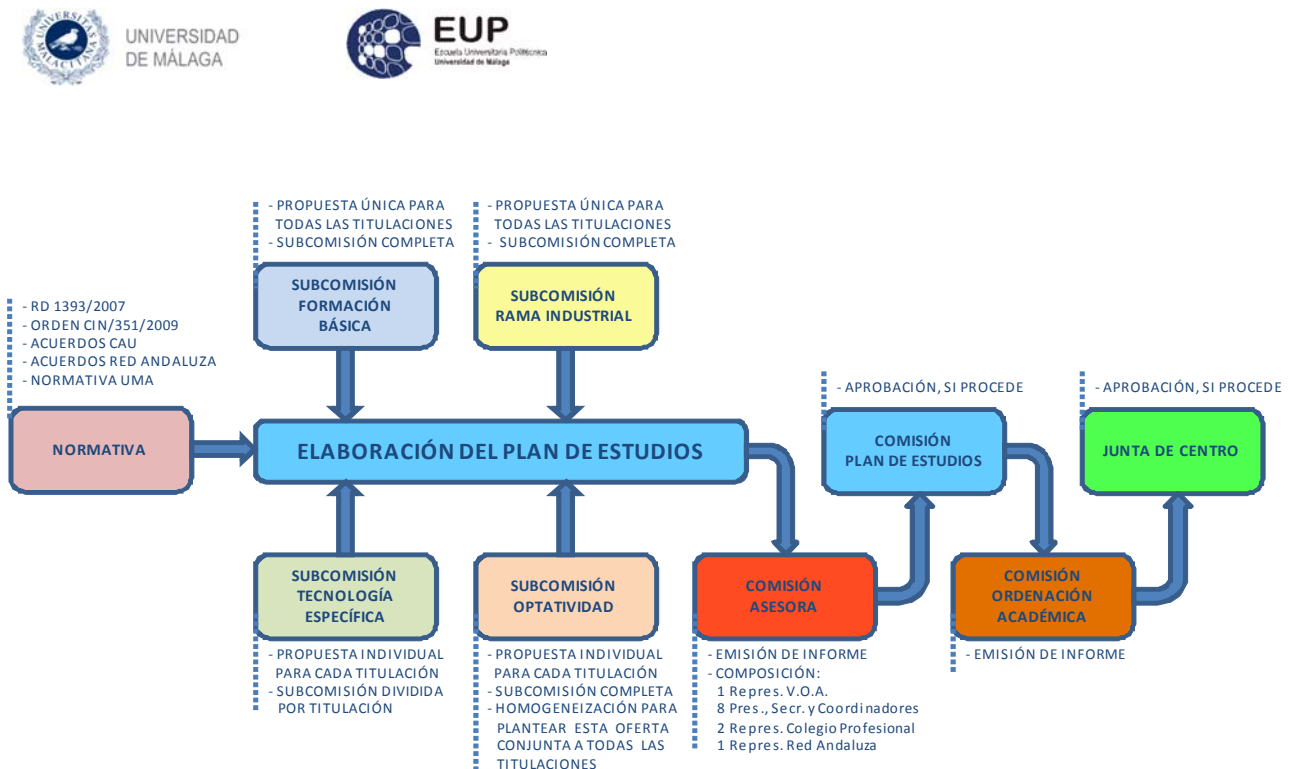 UNIVERSITAS MALACITANA
UNIVERSIDAD
DE MÁLAGA
EUP
Escuela Universitaria Politécnica
Universidad de Málaga
- PROPUESTA ÚNICA PARA
TODAS LAS TITULACIONES
- SUBCOMISIÓN COMPLETA
SUBCOMISIÓN
FORMACIÓN
BÁSICA
- PROPUESTA ÚNICA PARA
TODAS LAS TITULACIONES
- SUBCOMISIÓN COMPLETA
SUBCOMISIÓN
RAMA INDUSTRIAL
- RD 1393/2007
- ORDEN CIN/351/2009
- ACUERDOS CAU
- ACUERDOS RED ANDALUZA
- NORMATIVA UMA
NORMATIVA
ELABORACIÓN DEL PLAN DE ESTUDIOS
- APROBACIÓN, SI PROCEDE
COMISIÓN
PLAN DE ESTUDIOS
- APROBACIÓN, SI PROCEDE
JUNTA DE CENTRO
SUBCOMISIÓN
TECNOLOGÍA
ESPECÍFICA
- PROPUESTA INDIVIDUAL
PARA CADA TITULACIÓN
- SUBCOMISIÓN DIVIDIDA
POR TITULACIÓN
SUBCOMISIÓN
OPTATIVIDAD
- PROPUESTA INDIVIDUAL
PARA CADA TITULACIÓN
- SUBCOMISIÓN COMPLETA
- HOMOGENEIZACIÓN PARA
PLANTEAR ESTA OFERTA
CONJUNTA A TODAS LAS
TITULACIONES
COMISIÓN
ASESORA
- EMISIÓN DE INFORME
- COMPOSICIÓN:
1 Repres. V.O.A.
8 Pres., Secr. y Coordinadores
2 Repres. Colegio Profesional
1 Repres. Red Andaluza
COMISIÓN
ORDENACIÓN
ACADÉMICA
- EMISIÓN DE INFORME